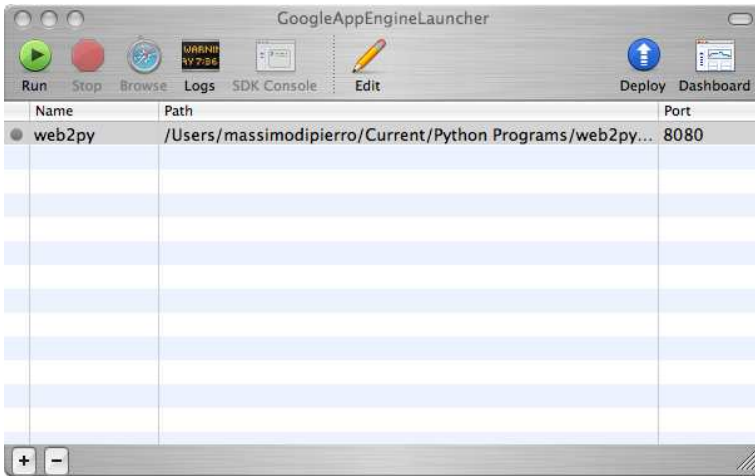 GoogleAppEngineLauncher
Run Stop Browse Logs SDK Console Edit Deploy Dashboard
Name Path Port
web2py /Users/massimodipierro/Current/Python Programs/web2py... 8080